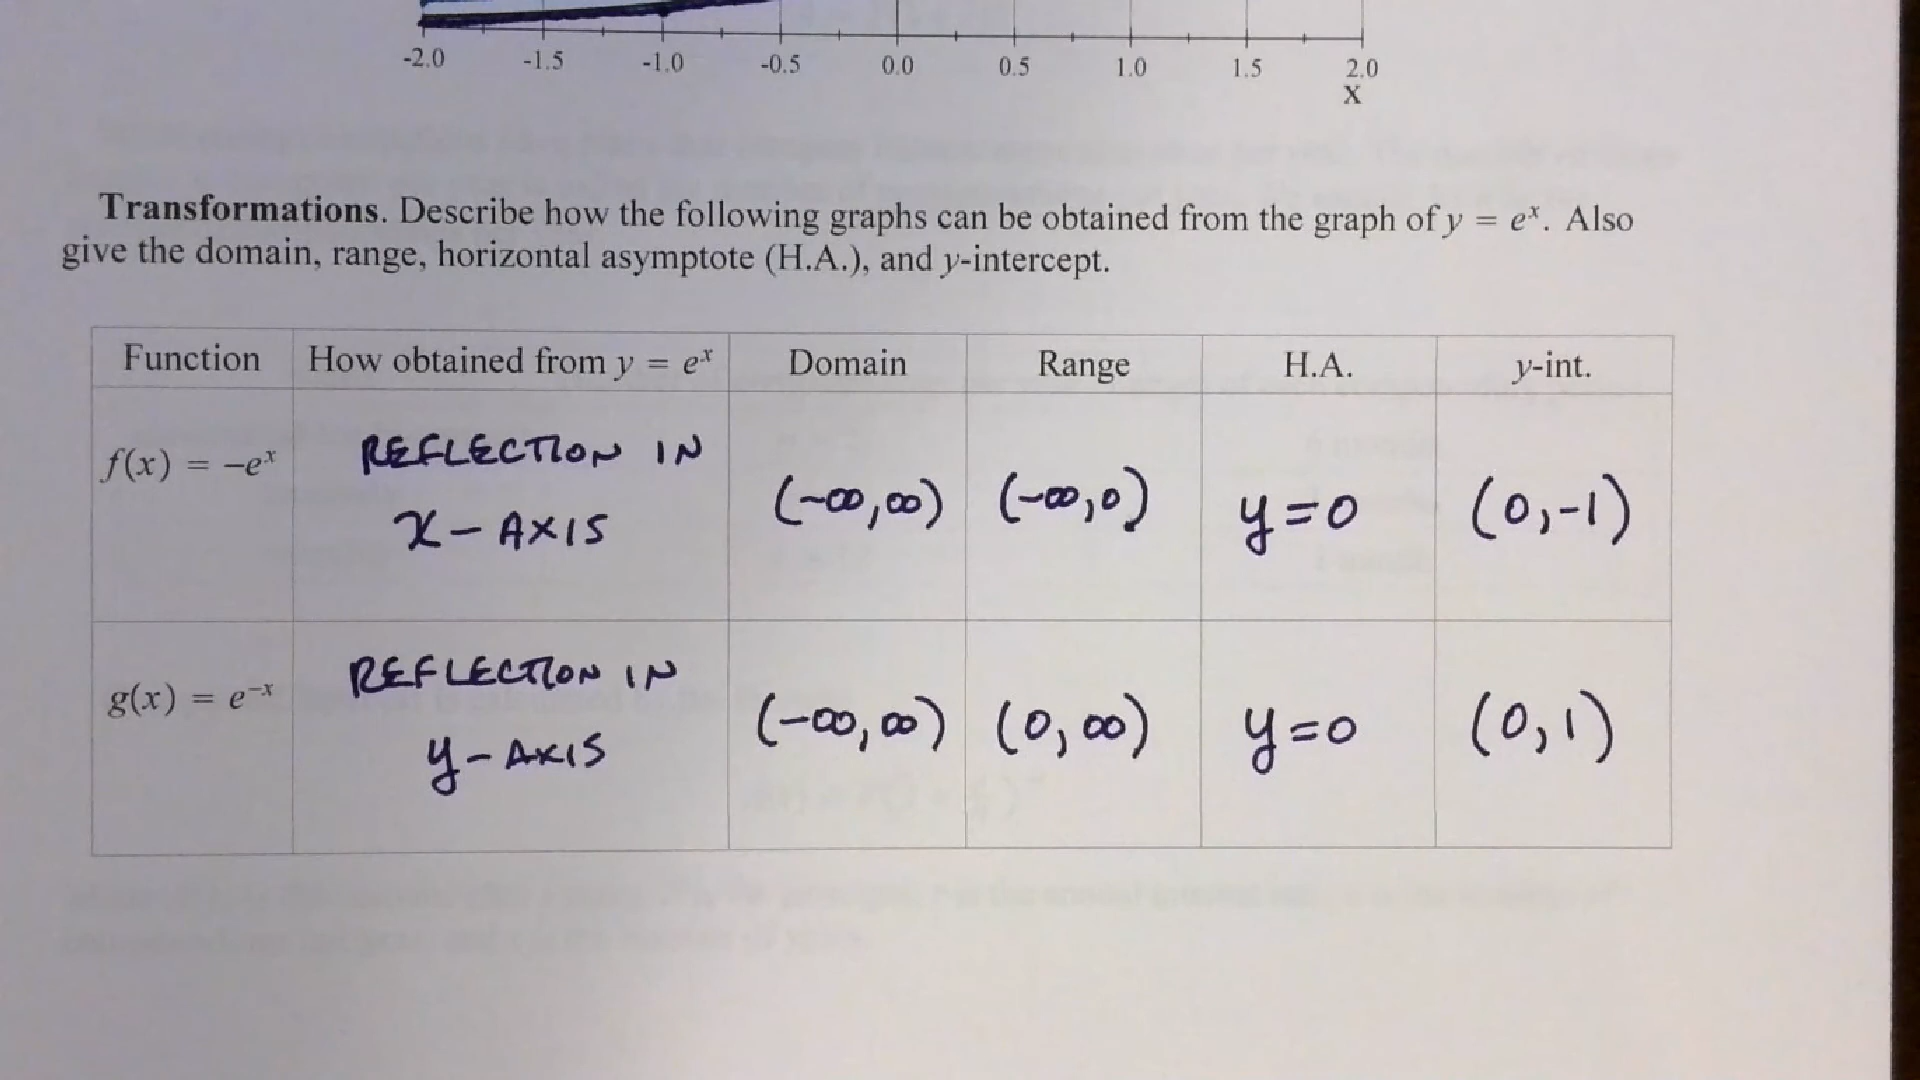 -2.0 -1.5 -1.0 -0.5 0.0 0.5 1.0 1.5 2.0
X
Transformations. Describe how the following graphs can be obtained from the graph of y = eˣ. Also
give the domain, range, horizontal asymptote (H.A.), and y-intercept.
Function How obtained from y = eˣ Domain Range H.A. y-int.
f(x) = −eˣ REFLECTION IN
x-AXIS (-∞,∞) (-∞,0) y=0 (0,-1)
g(x) = e⁻ˣ REFLECTION IN
y-AXIS (-∞,∞) (0,∞) y=0 (0,1)